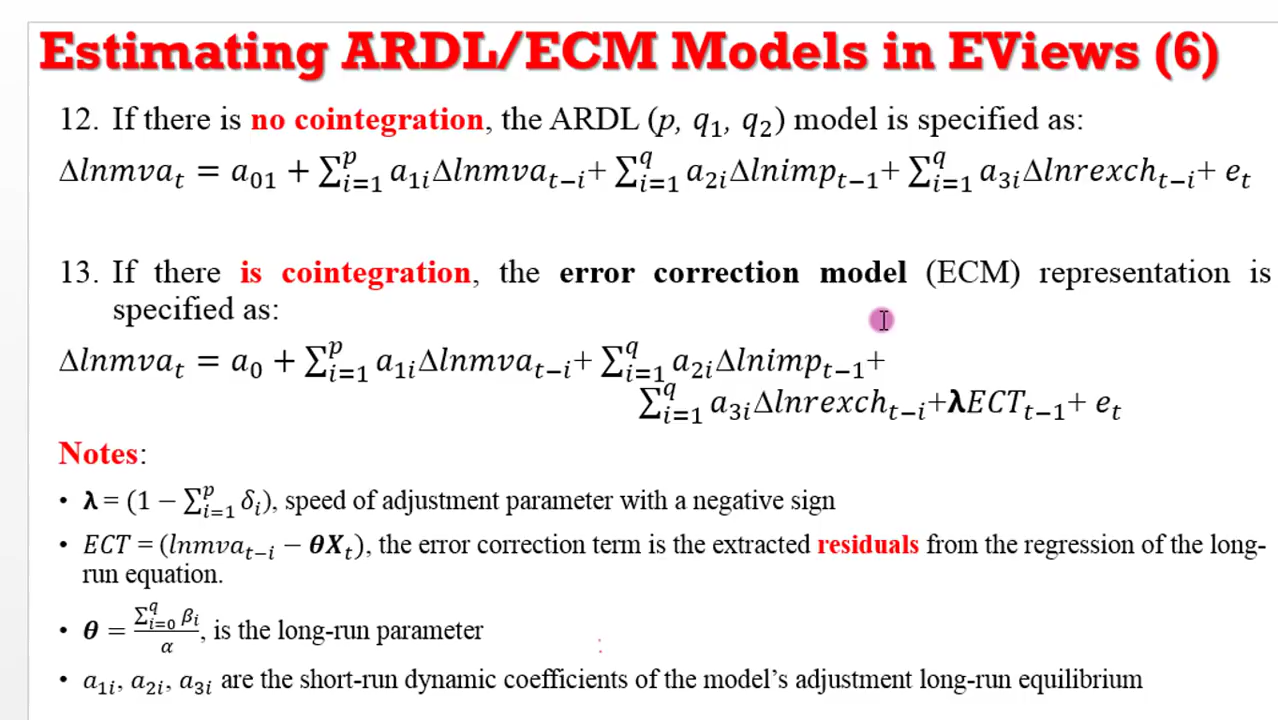 Estimating ARDL/ECM Models in EViews (6)
12. If there is no cointegration, the ARDL (p, q₁, q₂) model is specified as:
Δlnmvaₜ = a₀₁ + ∑ᵖᵢ₌₁ a₁ᵢΔlnmvaₜ₋ᵢ+ ∑^qᵢ₌₁ a₂ᵢΔlnimpₜ₋₁+ ∑^qᵢ₌₁ a₃ᵢΔlnrexchₜ₋ᵢ+ eₜ
13. If there is cointegration, the error correction model (ECM) representation is
specified as:
Δlnmvaₜ = a₀ + ∑ᵖᵢ₌₁ a₁ᵢΔlnmvaₜ₋ᵢ+ ∑^qᵢ₌₁ a₂ᵢΔlnimpₜ₋₁+
∑^qᵢ₌₁ a₃ᵢΔlnrexchₜ₋ᵢ+λECTₜ₋₁+ eₜ
Notes:
• λ = (1 − ∑ᵖᵢ₌₁ δᵢ), speed of adjustment parameter with a negative sign
• ECT = (lnmvaₜ₋ᵢ − θXₜ), the error correction term is the extracted residuals from the regression of the long-
run equation.
• θ = ∑^qᵢ₌₀ βᵢ / α, is the long-run parameter
• a₁ᵢ, a₂ᵢ, a₃ᵢ are the short-run dynamic coefficients of the model's adjustment long-run equilibrium